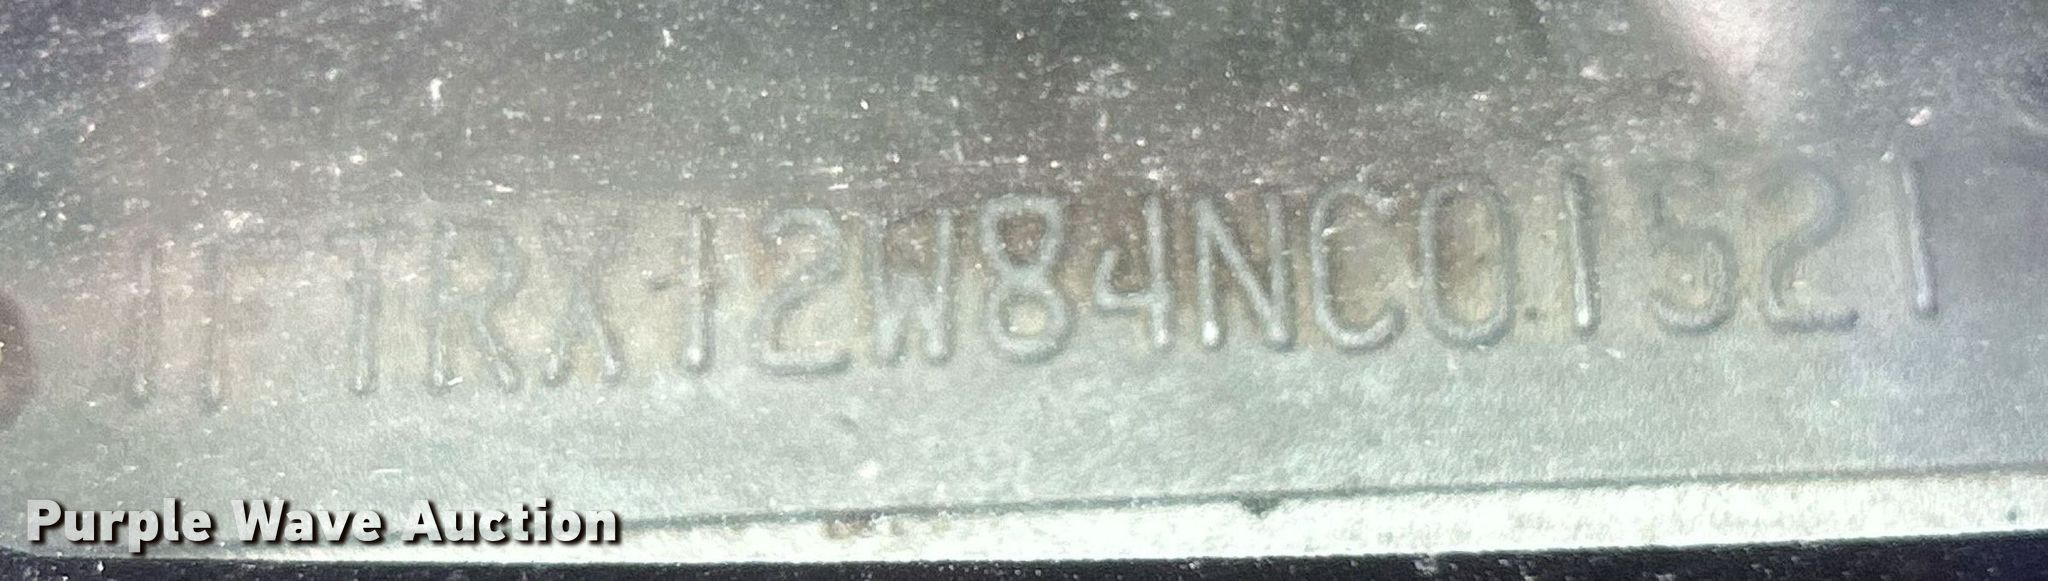 1FTRX12W84NC01521
Purple Wave Auction